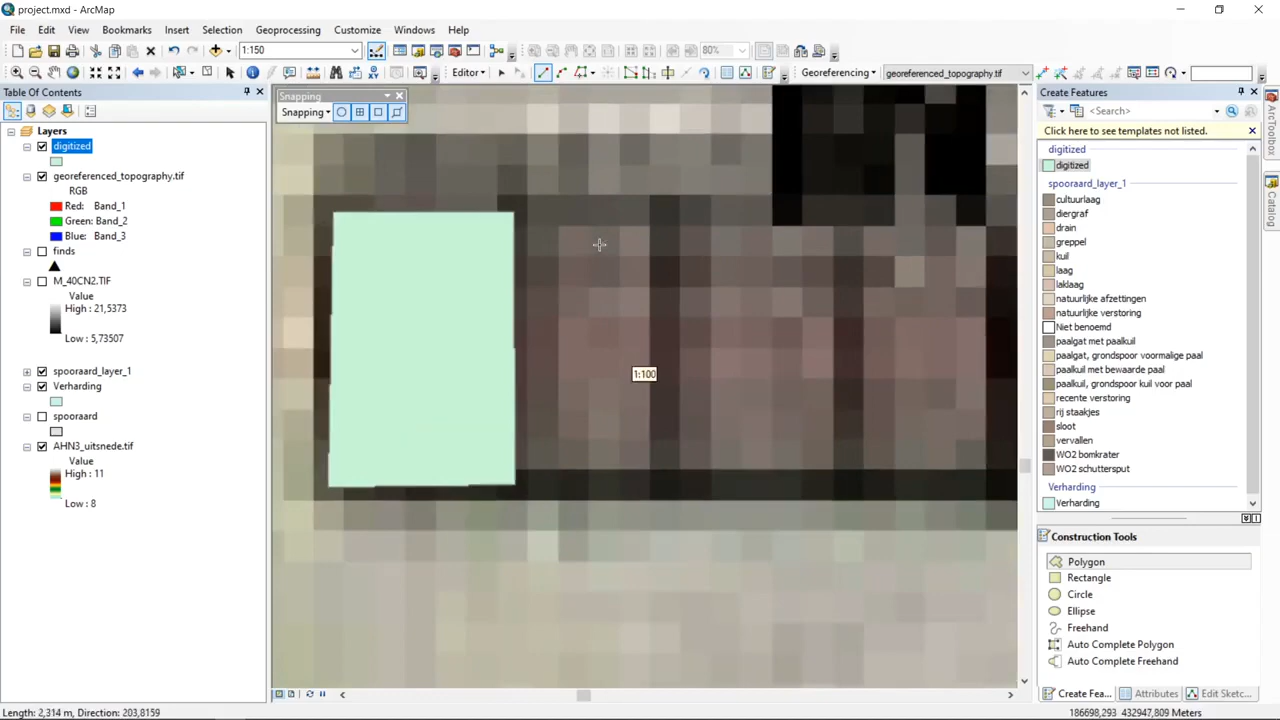 project.mxd - ArcMap
File Edit View Bookmarks Insert Selection Geoprocessing Customize Windows Help
1:150 80%
Editor Georeferencing georeferenced_topography.tif
Table Of Contents
Layers
digitized
georeferenced_topography.tif
RGB
Red: Band_1
Green: Band_2
Blue: Band_3
finds
M_40CN2.TIF
Value
High : 21,5373
Low : 5,73507
spooraard_layer_1
Verharding
spooraard
AHN3_uitsnede.tif
Value
High : 11
Low : 8
Snapping
Snapping
1:100
Create Features
<Search>
Click here to see templates not listed.
digitized
digitized
spooraard_layer_1
cultuurlaag
diergraf
drain
greppel
kuil
laag
laklaag
natuurlijke afzettingen
natuurlijke verstoring
Niet benoemd
paalgat met paalkuil
paalgat, grondspoor voormalige paal
paalkuil met bewaarde paal
paalkuil, grondspoor kuil voor paal
recente verstoring
rij staakjes
sloot
vervallen
WO2 bomkrater
WO2 schuttersput
Verharding
Verharding
Construction Tools
Polygon
Rectangle
Circle
Ellipse
Freehand
Auto Complete Polygon
Auto Complete Freehand
Create Fea... Attributes Edit Sketc...
ArcToolbox
Catalog
Length: 2,314 m, Direction: 203,8159
186698,293 432947,809 Meters